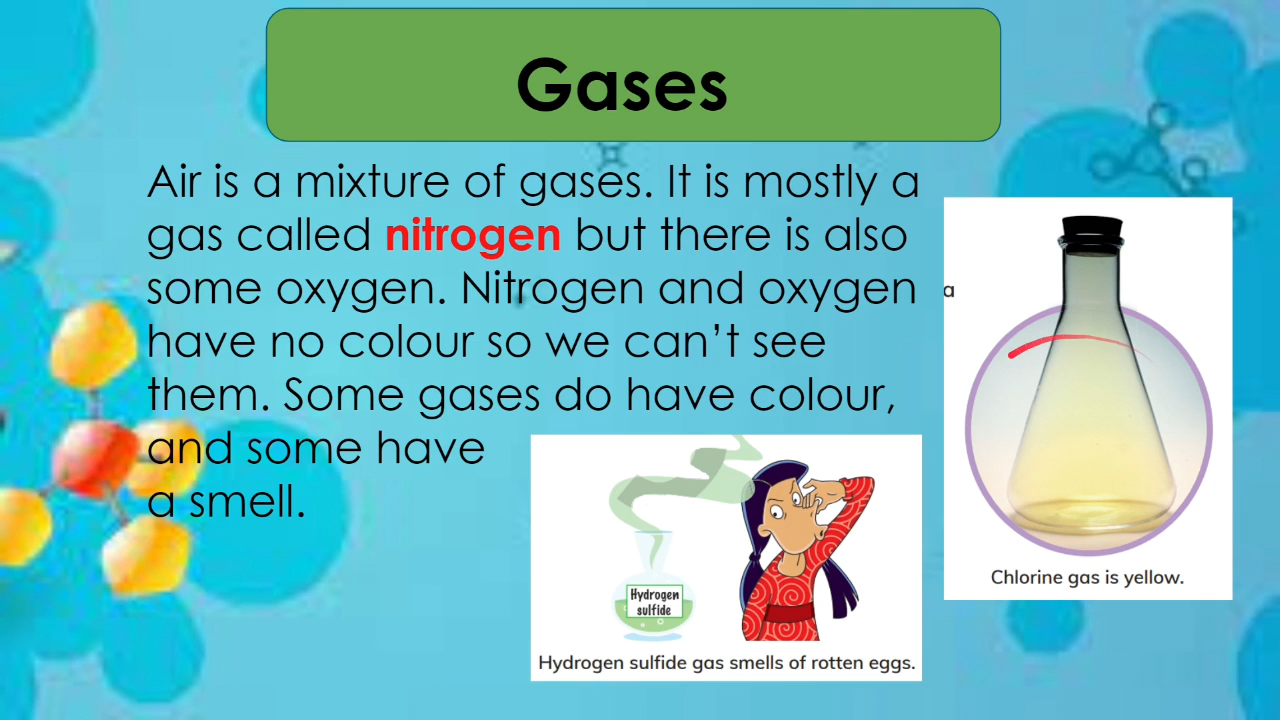 Gases
Air is a mixture of gases. It is mostly a
gas called nitrogen but there is also
some oxygen. Nitrogen and oxygen
have no colour so we can’t see
them. Some gases do have colour,
and some have
a smell.
a
Chlorine gas is yellow.
Hydrogen
sulfide
Hydrogen sulfide gas smells of rotten eggs.